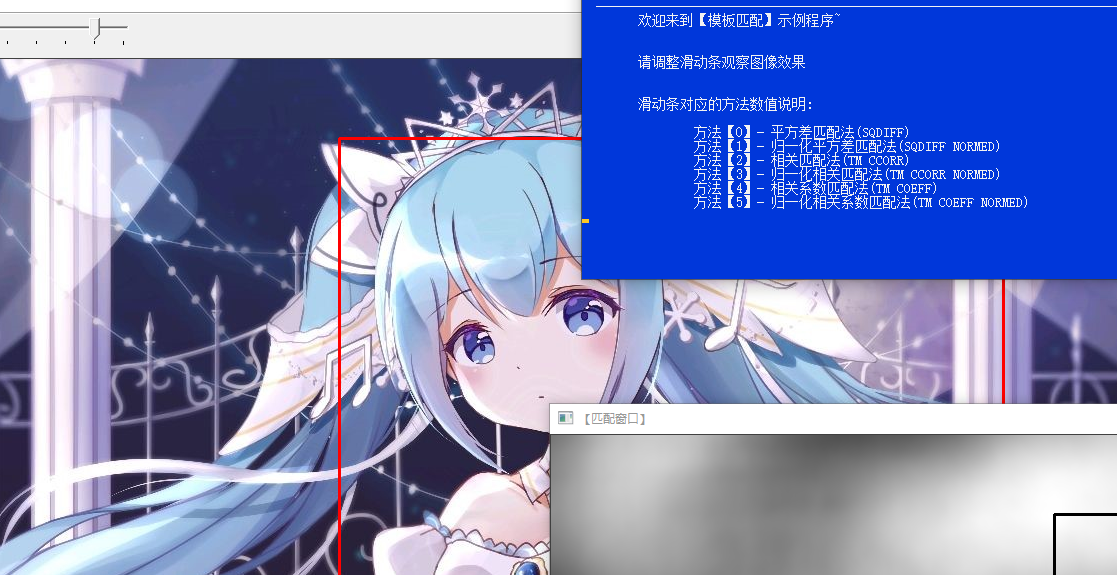 欢迎来到【模板匹配】示例程序~
请调整滑动条观察图像效果
滑动条对应的方法数值说明:
方法【0】- 平方差匹配法(SQDIFF)
方法【1】- 归一化平方差匹配法(SQDIFF NORMED)
方法【2】- 相关匹配法(TM CCORR)
方法【3】- 归一化相关匹配法(TM CCORR NORMED)
方法【4】- 相关系数匹配法(TM COEFF)
方法【5】- 归一化相关系数匹配法(TM COEFF NORMED)
【匹配窗口】